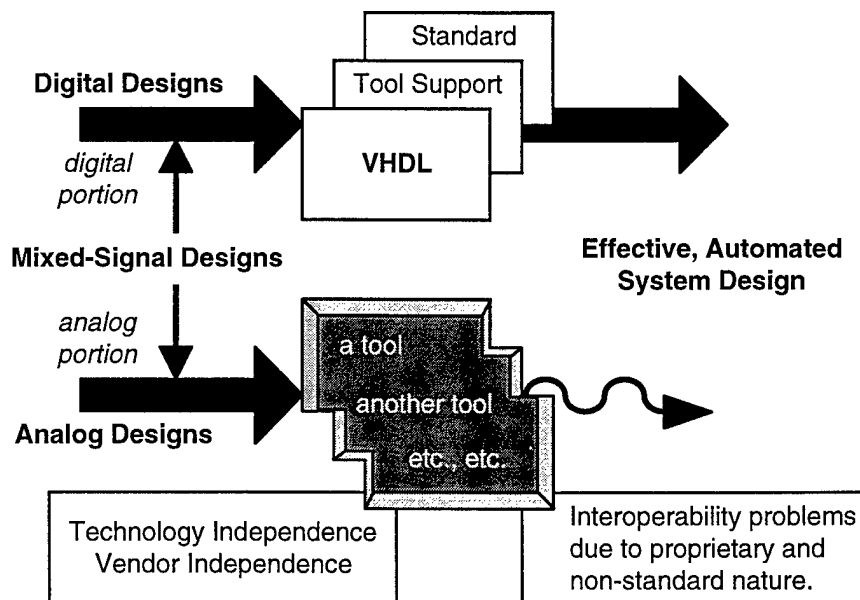 Standard
Digital Designs
Tool Support
VHDL
digital
portion
Mixed-Signal Designs
Effective, Automated
System Design
analog
portion
a tool
another tool
Analog Designs
etc., etc.
Technology Independence
Vendor Independence
Interoperability problems
due to proprietary and
non-standard nature.